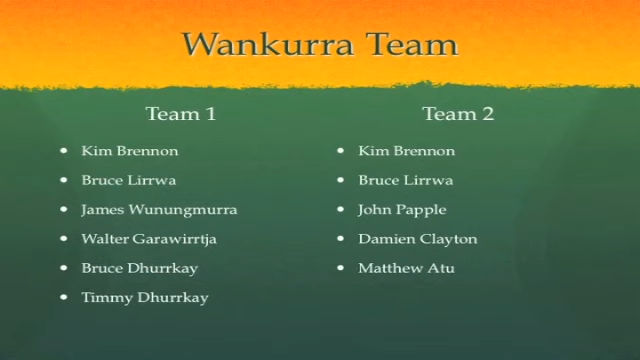 Wankurra Team
Team 1
Kim Brennon
Bruce Lirrwa
James Wunungmurra
Walter Garawirrtja
Bruce Dhurrkay
Timmy Dhurrkay
Team 2
Kim Brennon
Bruce Lirrwa
John Papple
Damien Clayton
Matthew Atu